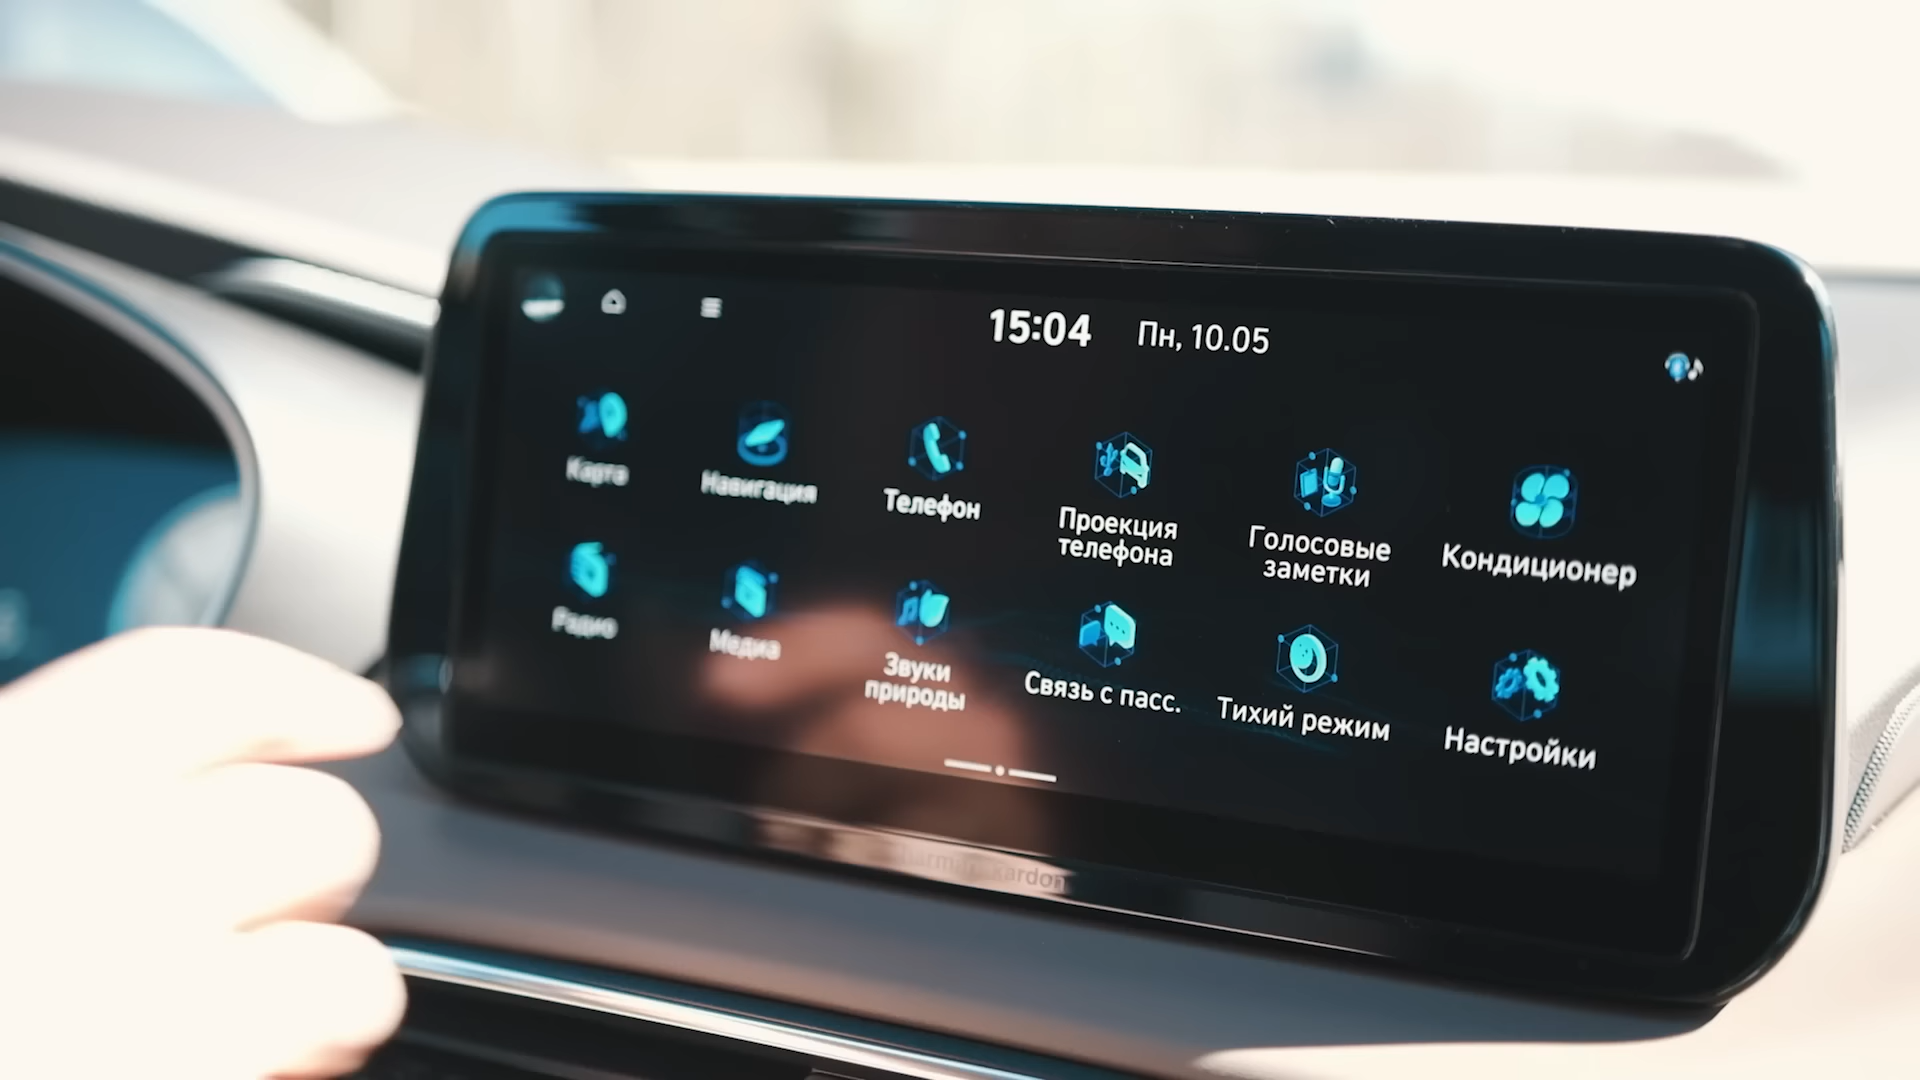 15:04 Пн, 10.05
Карта
Навигация
Телефон
Проекция
телефона
Голосовые
заметки
Кондиционер
Радио
Медиа
Звуки
природы
Связь с пасс.
Тихий режим
Настройки
harman/kardon